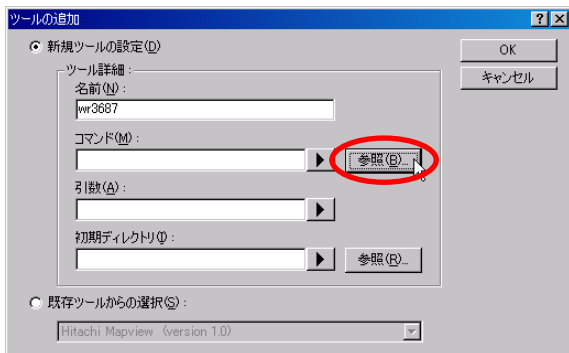 ツールの追加
新規ツールの設定(D)
OK
ツール詳細:
キャンセル
名前(N):
wr3687
コマンド(M):
参照(B)...
引数(A):
初期ディレクトリ(I):
参照(R)...
既存ツールからの選択(S):
Hitachi Mapview (version 1.0)